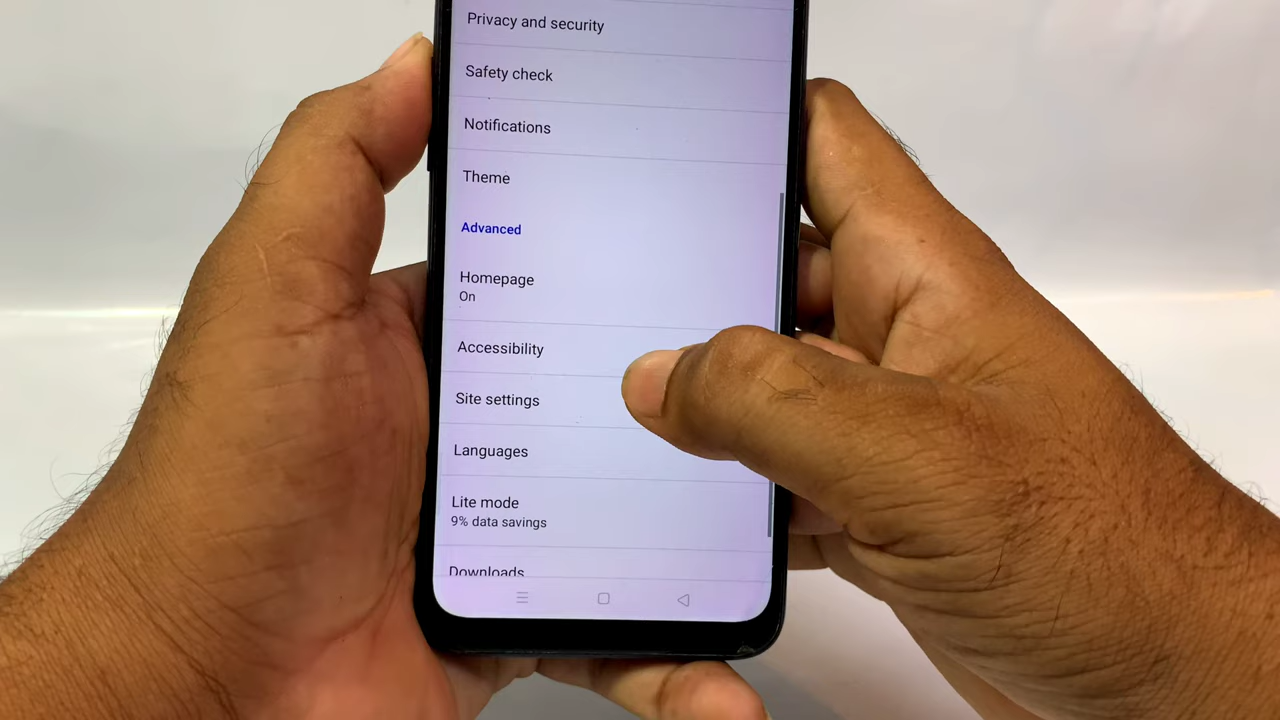 Privacy and security
Safety check
Notifications
Theme
Advanced
Homepage
On
Accessibility
Site settings
Languages
Lite mode
9% data savings
Downloads